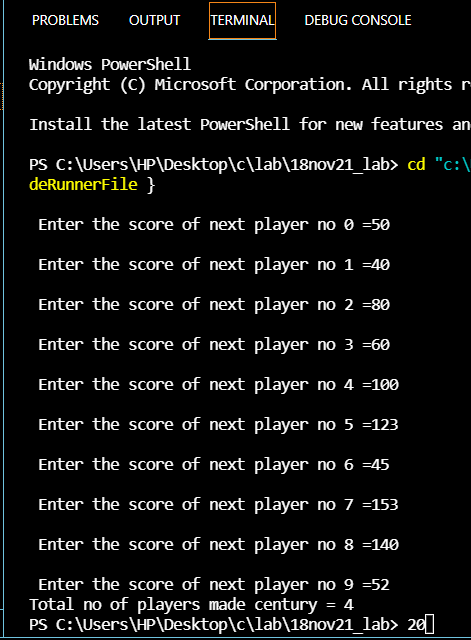 PROBLEMS OUTPUT TERMINAL DEBUG CONSOLE
Windows PowerShell
Copyright (C) Microsoft Corporation. All rights r
Install the latest PowerShell for new features an
PS C:\Users\HP\Desktop\c\lab\18nov21_lab> cd "c:\
deRunnerFile }
Enter the score of next player no 0 =50
Enter the score of next player no 1 =40
Enter the score of next player no 2 =80
Enter the score of next player no 3 =60
Enter the score of next player no 4 =100
Enter the score of next player no 5 =123
Enter the score of next player no 6 =45
Enter the score of next player no 7 =153
Enter the score of next player no 8 =140
Enter the score of next player no 9 =52
Total no of players made century = 4
PS C:\Users\HP\Desktop\c\lab\18nov21_lab> 20